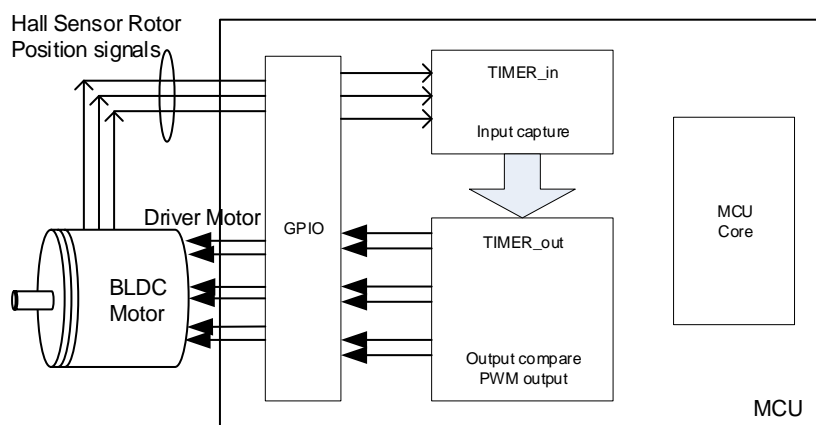 Hall Sensor Rotor
Position signals
TIMER_in
Input capture
Driver Motor
GPIO
TIMER_out
MCU
Core
BLDC
Motor
Output compare
PWM output
MCU